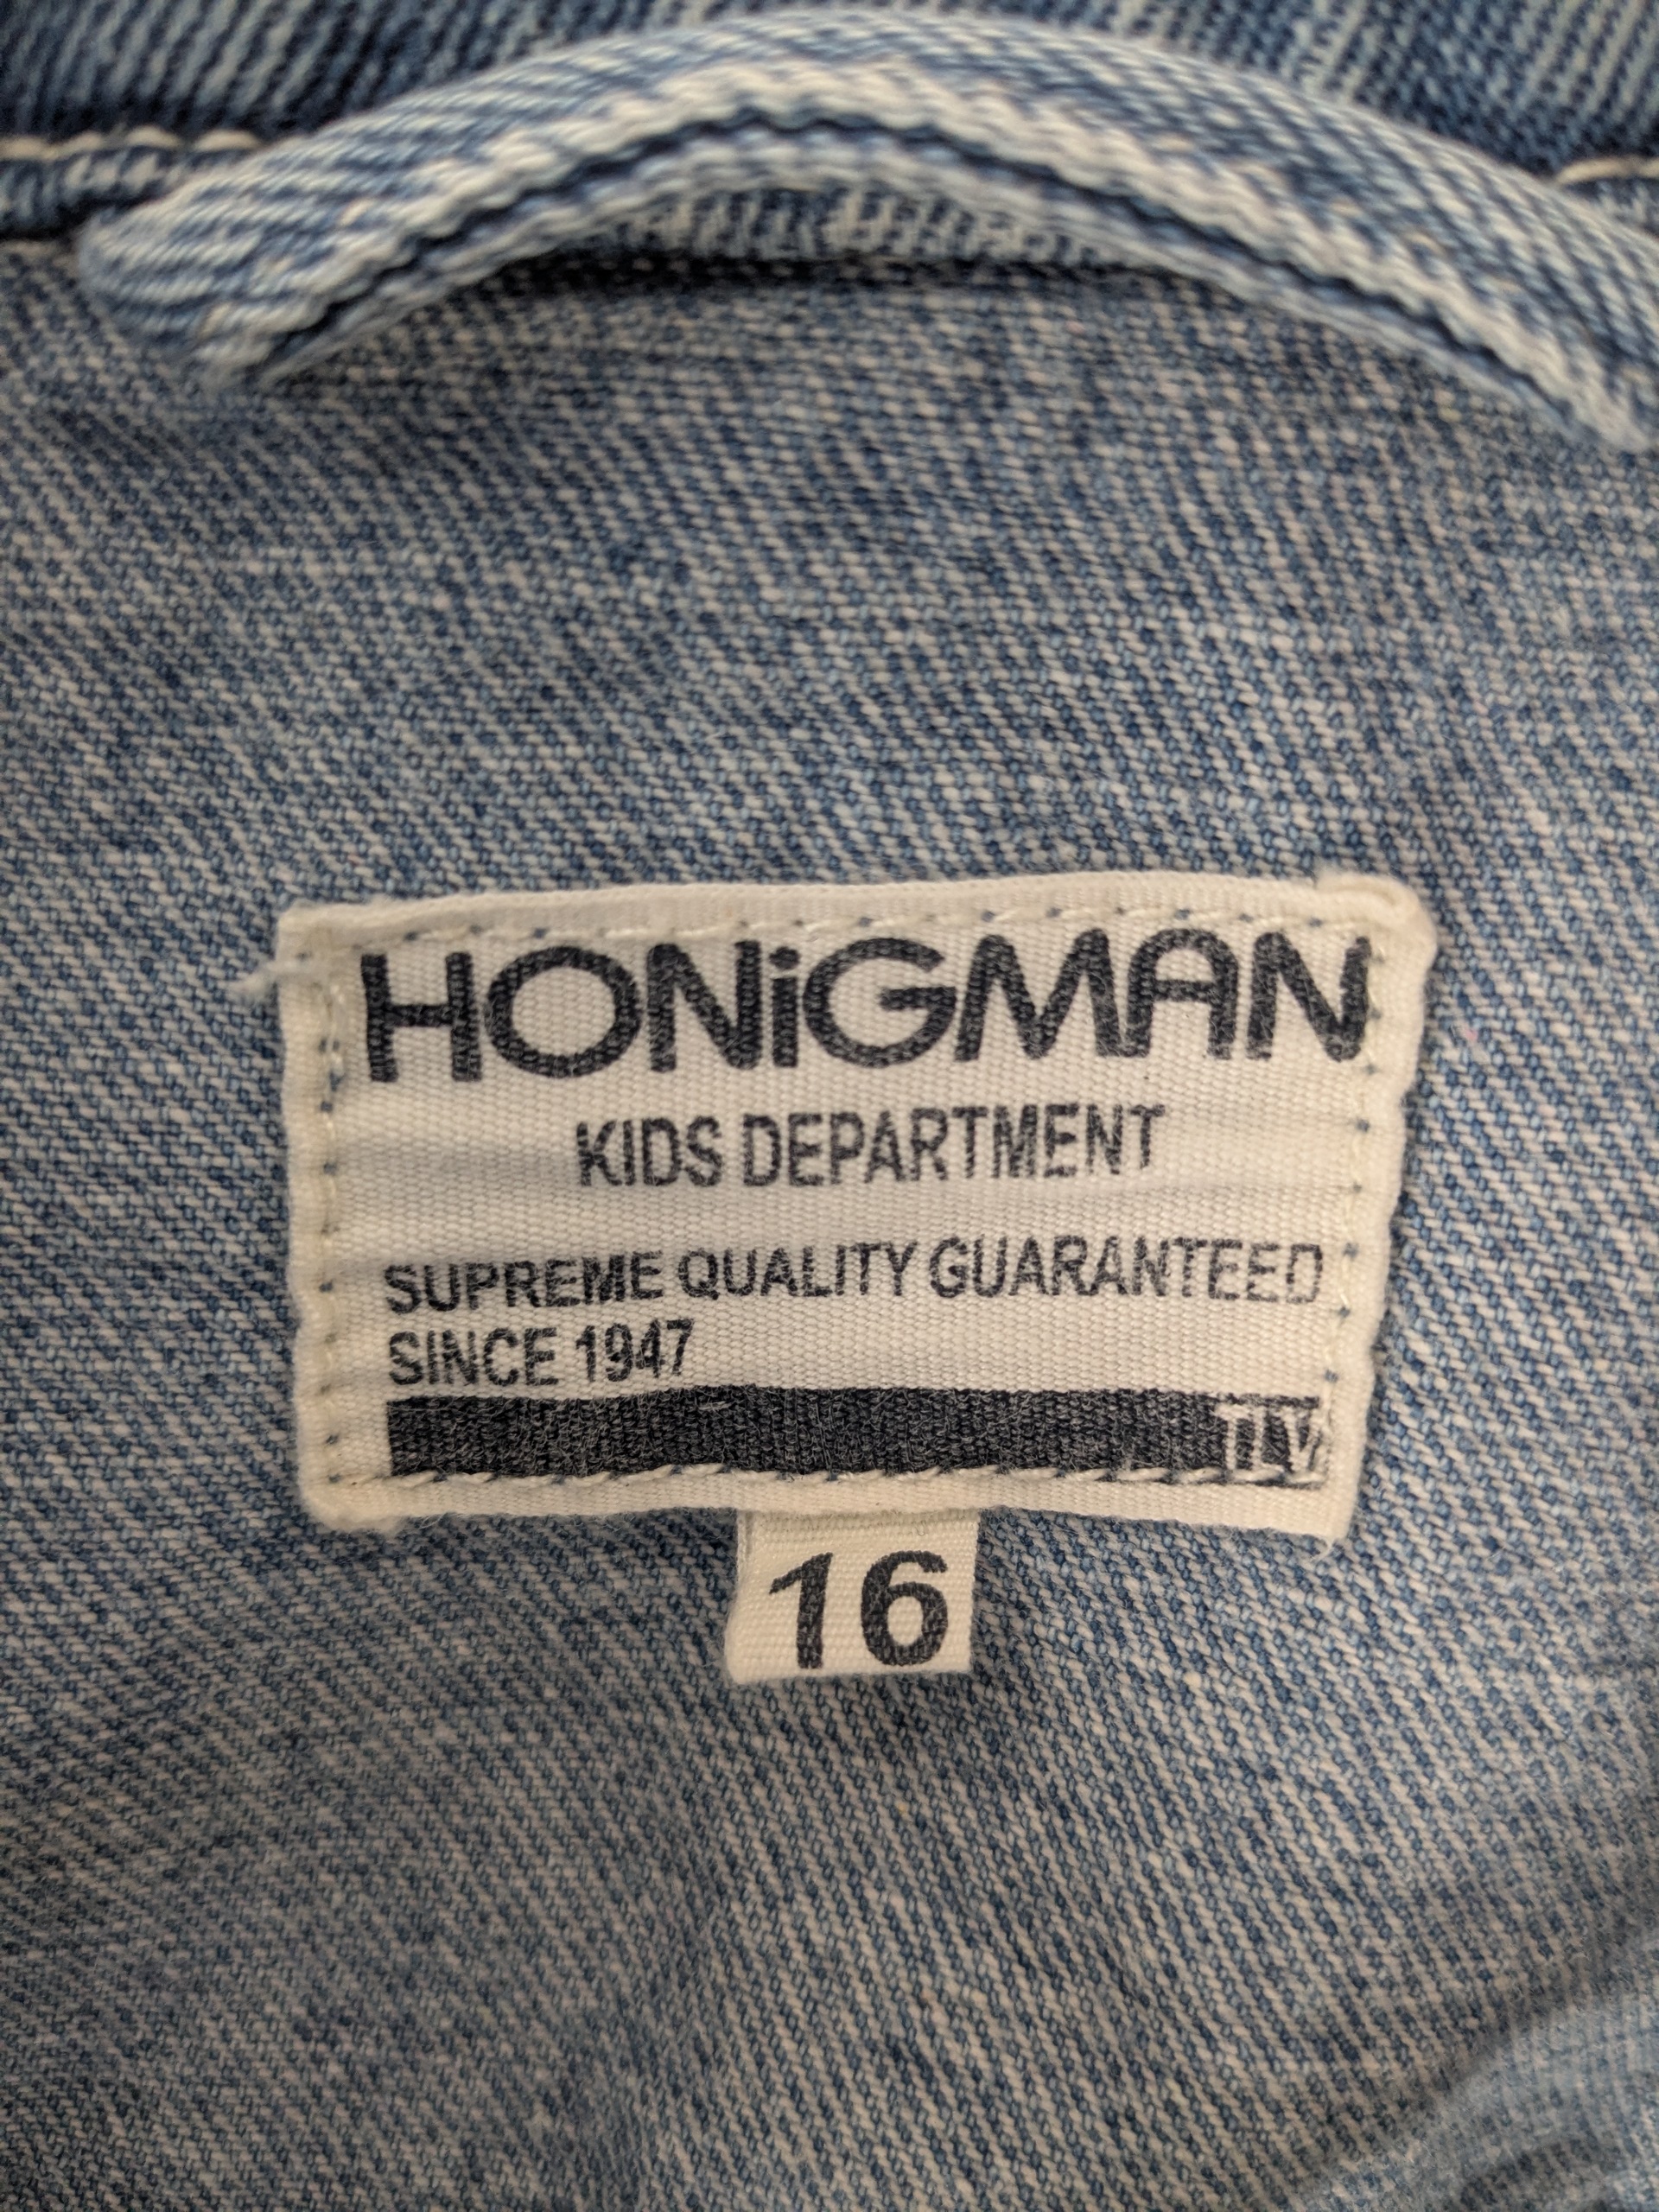 HONiGMAN
KIDS DEPARTMENT
SUPREME QUALITY GUARANTEED
SINCE 1947
TLV
16